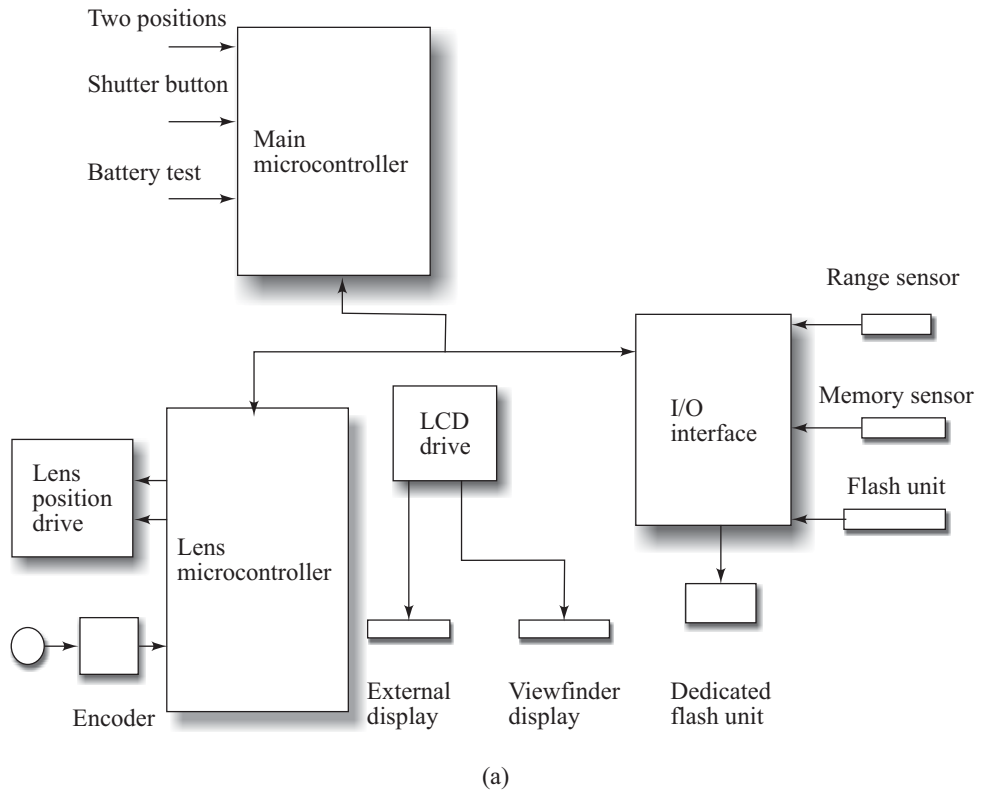 Two positions
Shutter button
Battery test
Main
microcontroller
Range sensor
Memory sensor
Flash unit
I/O
interface
LCD
drive
Lens
position
drive
Lens
microcontroller
Encoder
External
display
Viewfinder
display
Dedicated
flash unit
(a)